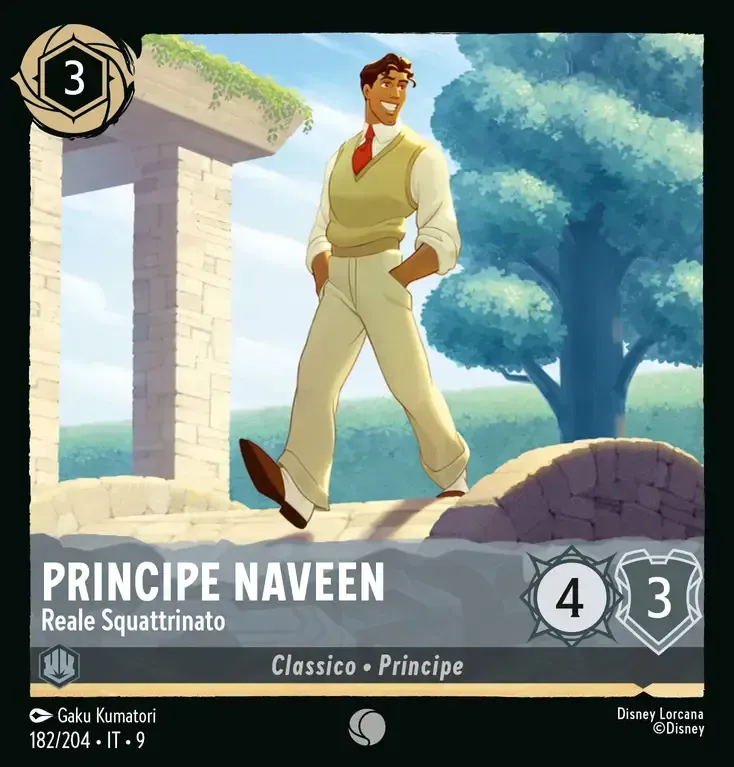 3
PRINCIPE NAVEEN
Reale Squattrinato
4
3
Classico • Principe
Gaku Kumatori
182/204 • IT • 9
Disney Lorcana
©Disney